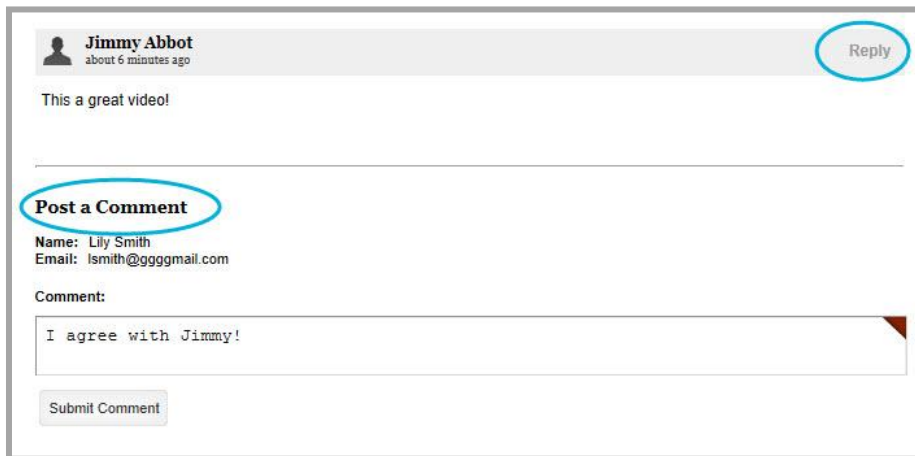 Jimmy Abbot
about 6 minutes ago
Reply
This a great video!
Post a Comment
Name: Lily Smith
Email: lsmith@ggggmail.com
Comment:
I agree with Jimmy!
Submit Comment